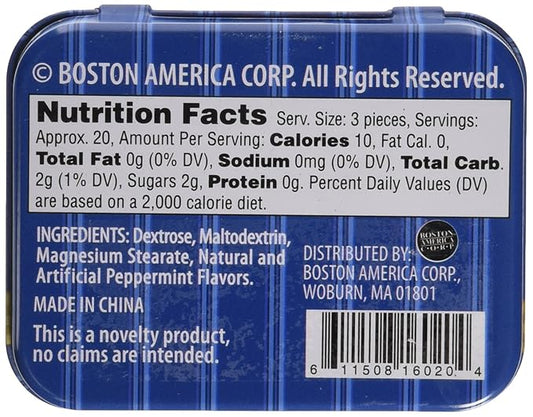 © BOSTON AMERICA CORP. All Rights Reserved.
Nutrition Facts Serv. Size: 3 pieces, Servings:
Approx. 20, Amount Per Serving: Calories 10, Fat Cal. 0,
Total Fat 0g (0% DV), Sodium 0mg (0% DV), Total Carb.
2g (1% DV), Sugars 2g, Protein 0g. Percent Daily Values (DV)
are based on a 2,000 calorie diet.
INGREDIENTS: Dextrose, Maltodextrin,
Magnesium Stearate, Natural and
Artificial Peppermint Flavors.
MADE IN CHINA
This is a novelty product,
no claims are intended.
BOSTON
AMERICA
C•O•R•P
DISTRIBUTED BY:
BOSTON AMERICA CORP.,
WOBURN, MA 01801
6 11508 16020 4